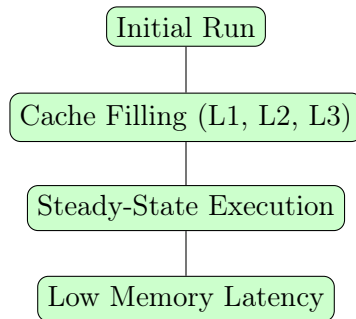 Initial Run
Cache Filling (L1, L2, L3)
Steady-State Execution
Low Memory Latency